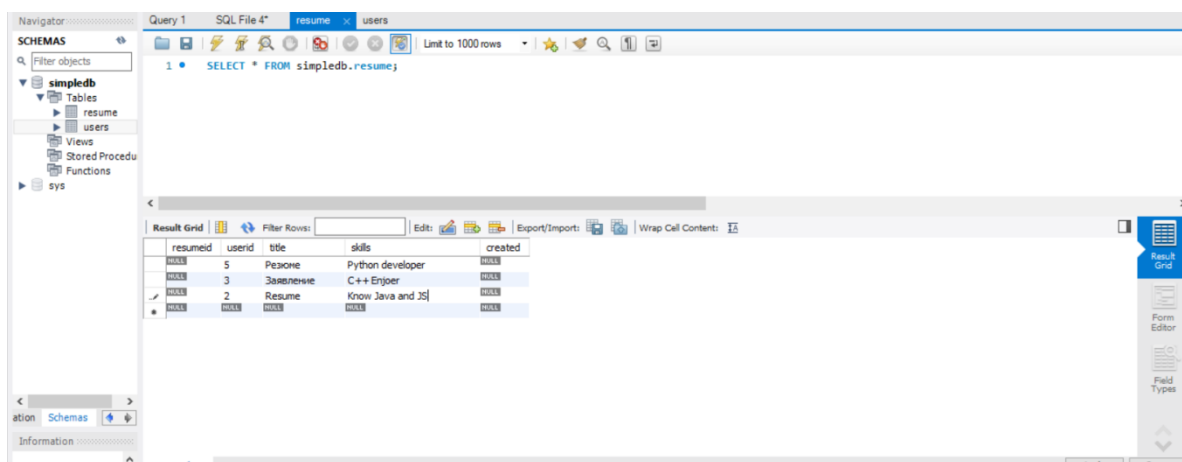 Navigator
Query 1 SQL File 4* resume × users
SCHEMAS
Filter objects
simpledb
Tables
resume
users
Views
Stored Procedu
Functions
sys
Limit to 1000 rows
1 SELECT * FROM simpledb.resume;
Result Grid Filter Rows: Edit: Export/Import: Wrap Cell Content: IA
resumeid userid title skills created
NULL 5 Резюме Python developer NULL
NULL 3 Заявление C++ Enjoer NULL
NULL 2 Resume Know Java and JS NULL
NULL NULL NULL NULL NULL
Result
Grid
Form
Editor
Field
Types
ation Schemas
Information